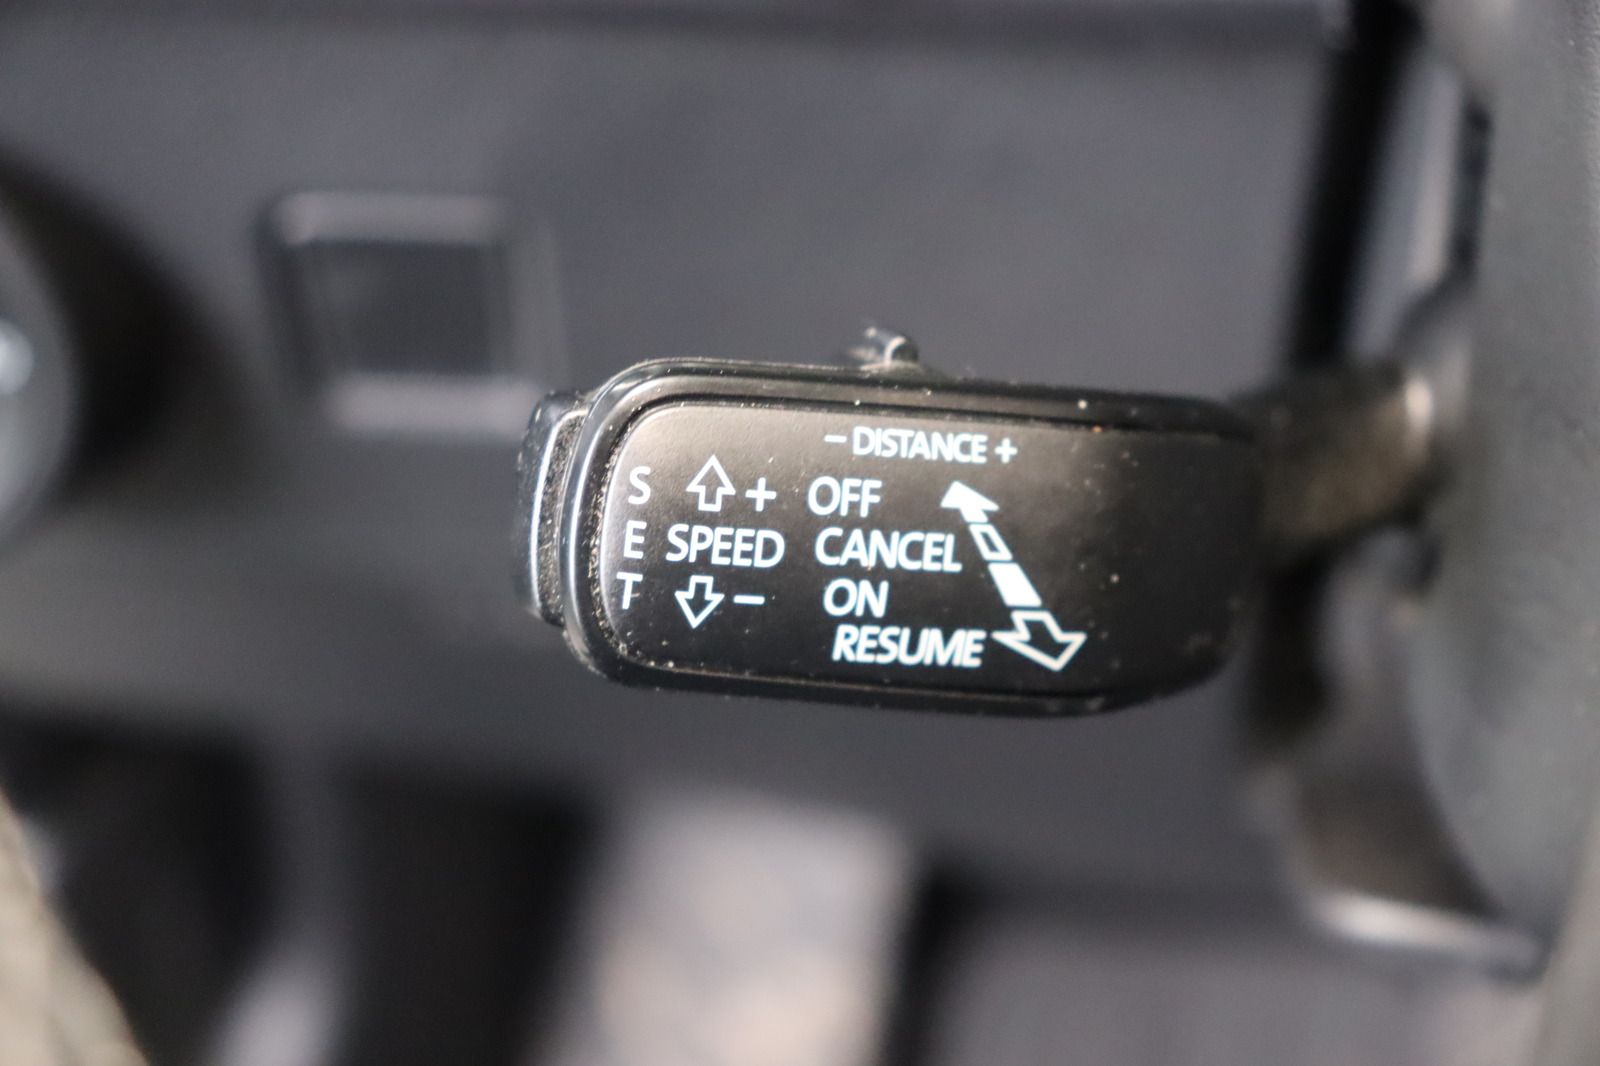 – DISTANCE +
S + OFF
E SPEED CANCEL
T – ON
RESUME